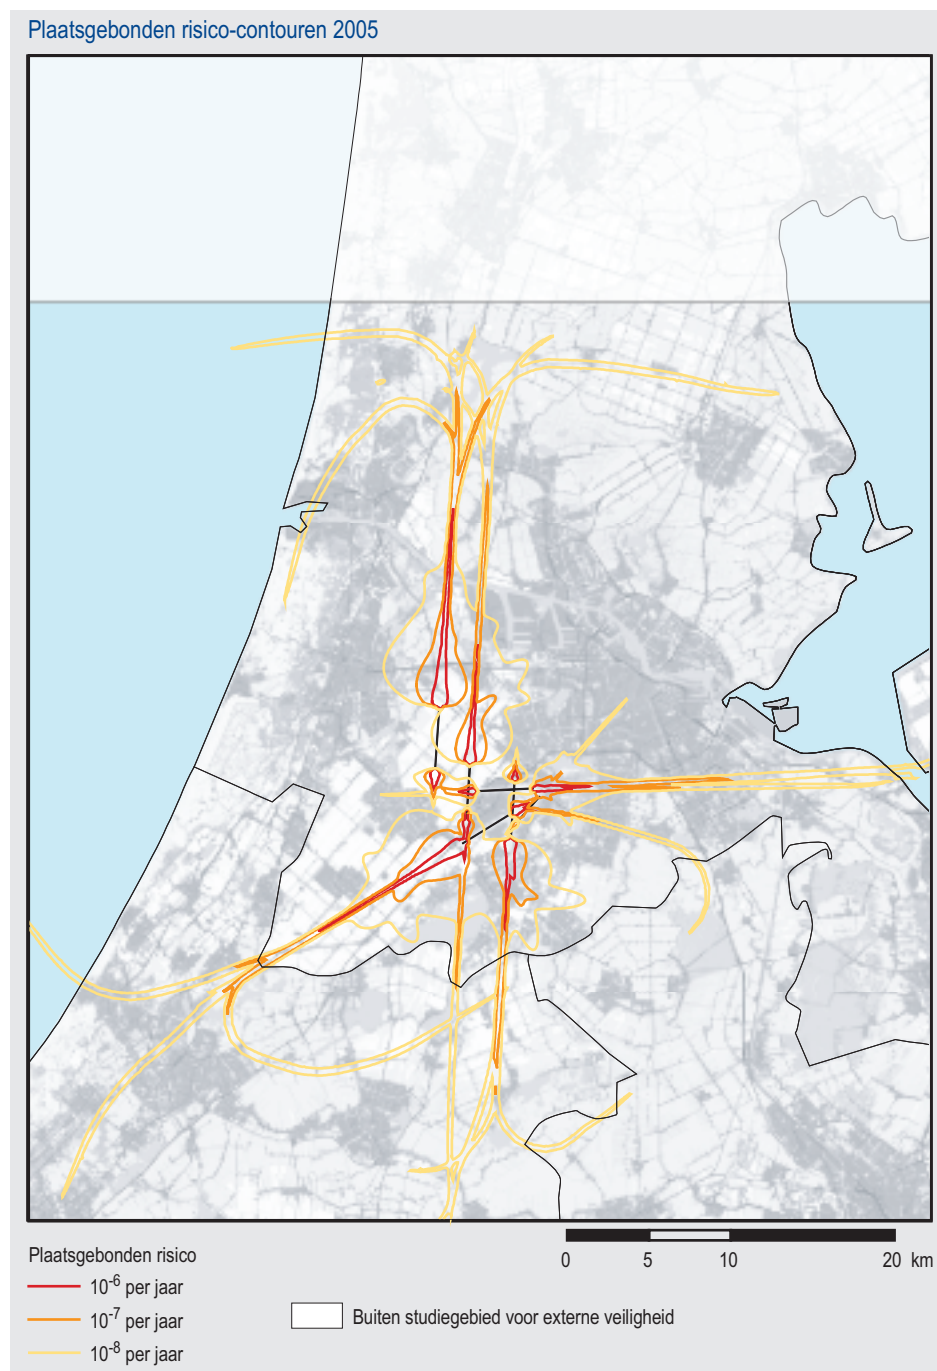 Plaatsgebonden risico-contouren 2005
0 5 10 20 km
Plaatsgebonden risico
10-6 per jaar
10-7 per jaar
Buiten studiegebied voor externe veiligheid
10-8 per jaar